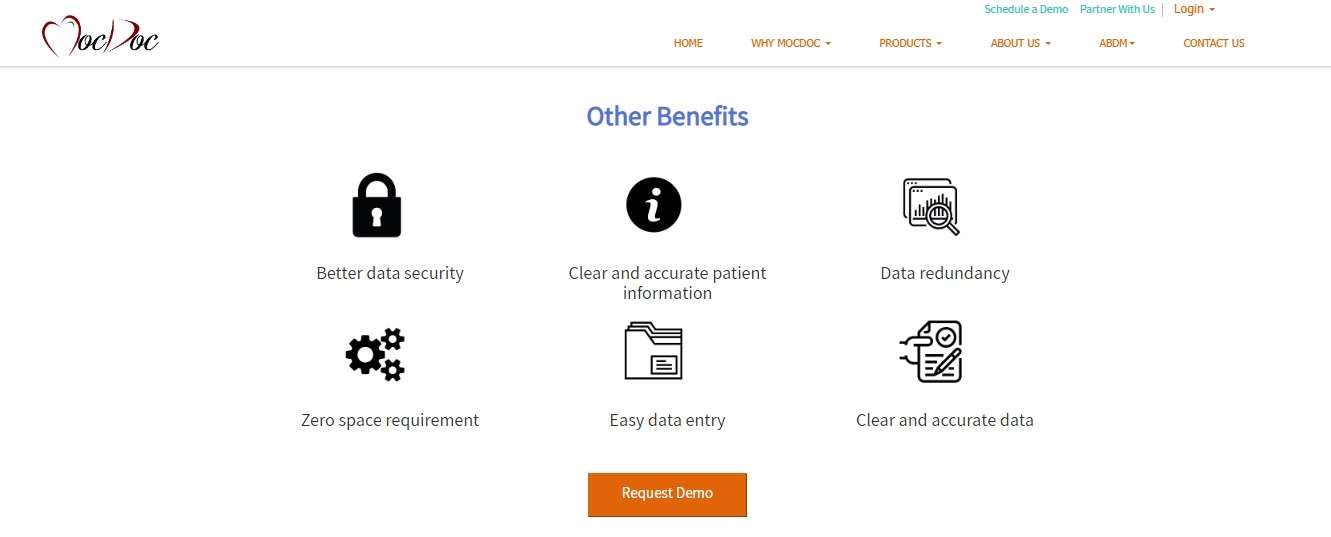 Schedule a Demo Partner With Us Login
MocDoc
HOME WHY MOCDOC PRODUCTS ABOUT US ABDM CONTACT US
Other Benefits
Better data security
Clear and accurate patient
information
Data redundancy
Zero space requirement
Easy data entry
Clear and accurate data
Request Demo